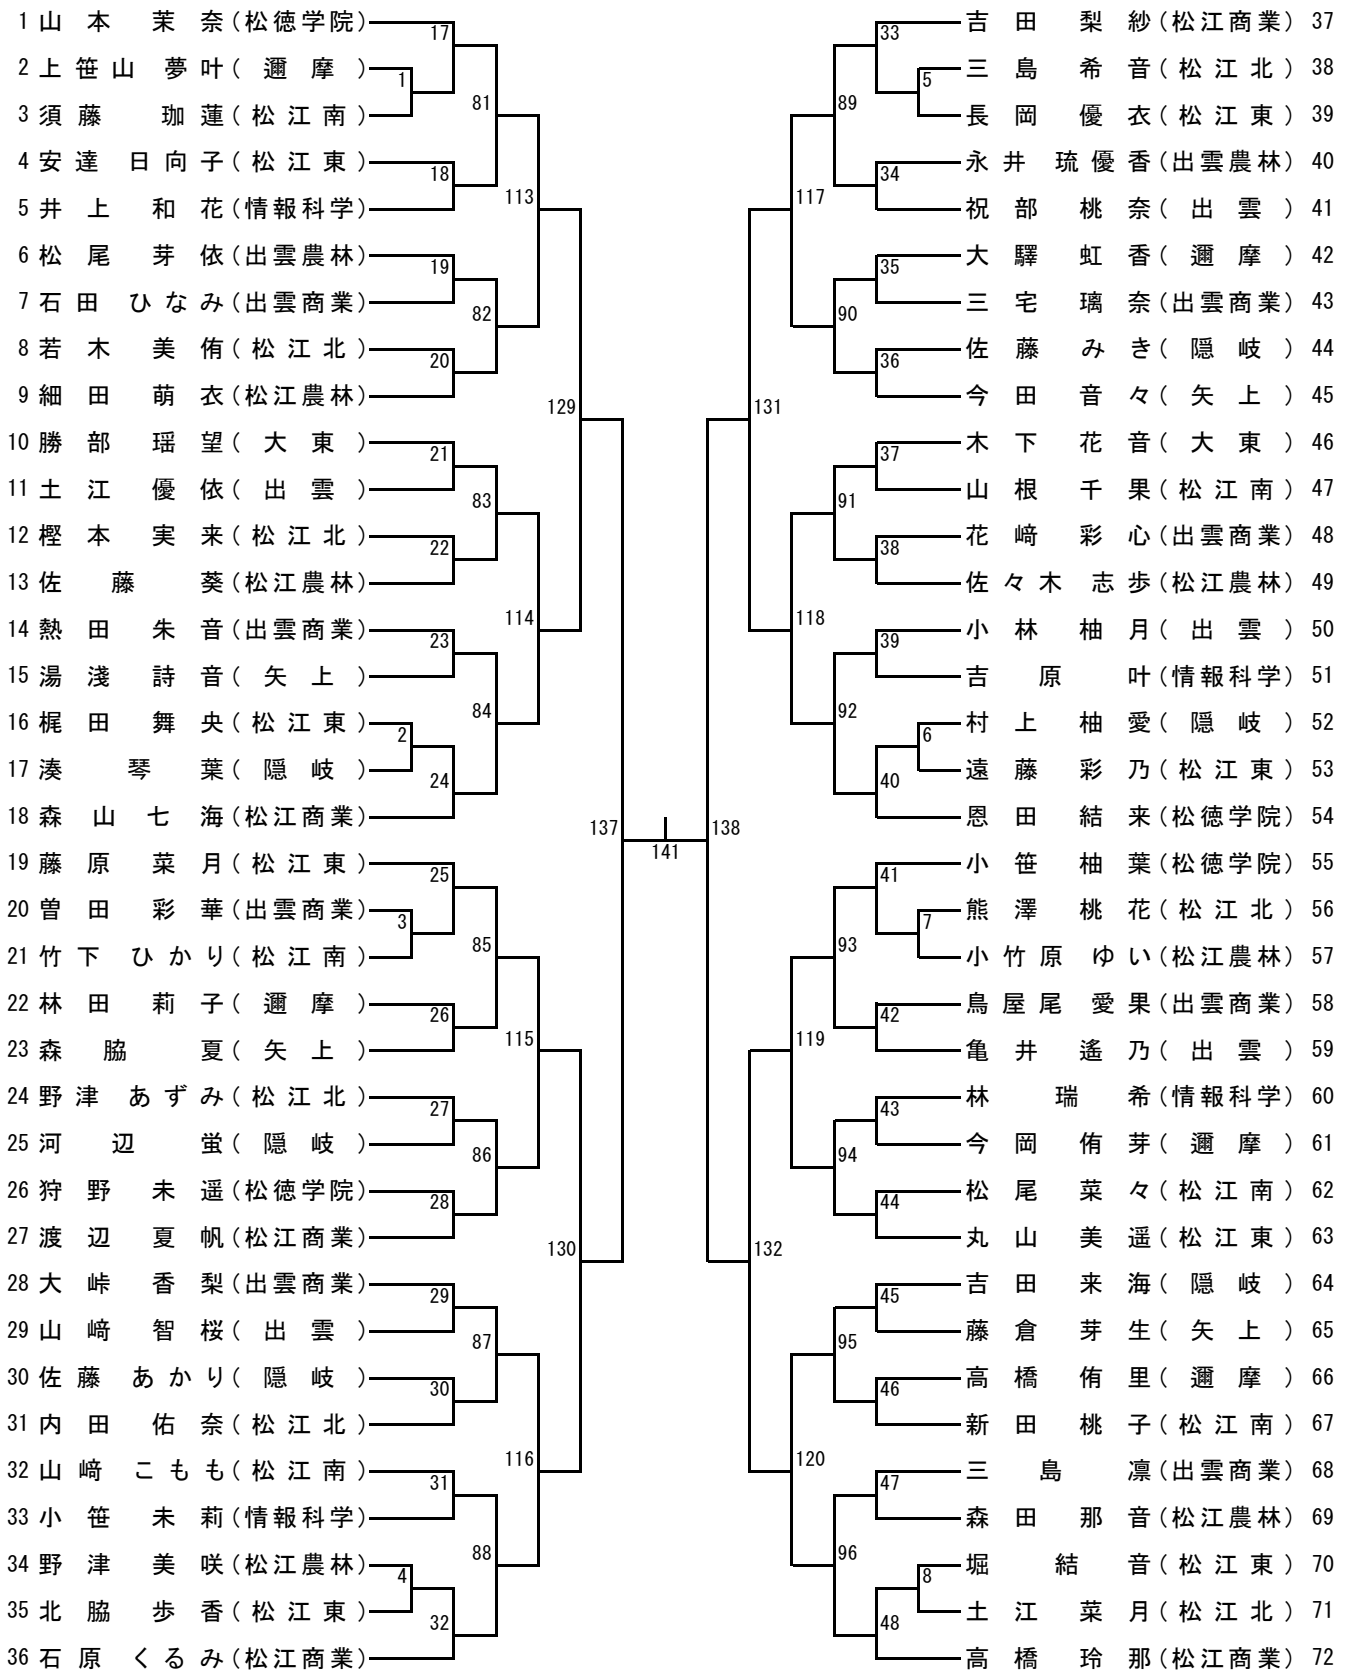 1 山本 茉奈 (松徳学院)
2 上笹山 夢叶 (邇摩)
3 須藤 珈蓮 (松江南)
4 安達 日向子 (松江東)
5 井上 和花 (情報科学)
6 松尾 芽依 (出雲農林)
7 石田 ひなみ (出雲商業)
8 若木 美侑 (松江北)
9 細田 萌衣 (松江農林)
10 勝部 瑶望 (大東)
11 土江 優依 (出雲)
12 樫本 実来 (松江北)
13 佐藤 葵 (松江農林)
14 熱田 朱音 (出雲商業)
15 湯淺 詩音 (矢上)
16 梶田 舞央 (松江東)
17 湊 琴葉 (隠岐)
18 森山 七海 (松江商業)
19 藤原 菜月 (松江東)
20 曽田 彩華 (出雲商業)
21 竹下 ひかり (松江南)
22 林田 莉子 (邇摩)
23 森脇 夏 (矢上)
24 野津 あずみ (松江北)
25 河辺 蛍 (隠岐)
26 狩野 未遥 (松徳学院)
27 渡辺 夏帆 (松江商業)
28 大峠 香梨 (出雲商業)
29 山﨑 智桜 (出雲)
30 佐藤 あかり (隠岐)
31 内田 佑奈 (松江北)
32 山﨑 こもも (松江南)
33 小笹 未莉 (情報科学)
34 野津 美咲 (松江農林)
35 北脇 歩香 (松江東)
36 石原 くるみ (松江商業)
17
1
81
18
113
19
82
20
129
21
83
22
114
23
84
2
24
137
25
3
85
26
115
27
86
28
130
29
87
30
116
31
88
4
32
141
33
5
89
34
117
35
90
36
131
37
91
38
118
39
92
6
40
138
41
7
93
42
119
43
94
44
132
45
95
46
120
47
96
8
48
吉田 梨紗 (松江商業) 37
三島 希音 (松江北) 38
長岡 優衣 (松江東) 39
永井 琉優香 (出雲農林) 40
祝部 桃奈 (出雲) 41
大驛 虹香 (邇摩) 42
三宅 璃奈 (出雲商業) 43
佐藤 みき (隠岐) 44
今田 音々 (矢上) 45
木下 花音 (大東) 46
山根 千果 (松江南) 47
花﨑 彩心 (出雲商業) 48
佐々木 志歩 (松江農林) 49
小林 柚月 (出雲) 50
吉原 叶 (情報科学) 51
村上 柚愛 (隠岐) 52
遠藤 彩乃 (松江東) 53
恩田 結来 (松徳学院) 54
小笹 柚葉 (松徳学院) 55
熊澤 桃花 (松江北) 56
小竹原 ゆい (松江農林) 57
鳥屋尾 愛果 (出雲商業) 58
亀井 遙乃 (出雲) 59
林 瑞希 (情報科学) 60
今岡 侑芽 (邇摩) 61
松尾 菜々 (松江南) 62
丸山 美遥 (松江東) 63
吉田 来海 (隠岐) 64
藤倉 芽生 (矢上) 65
高橋 侑里 (邇摩) 66
新田 桃子 (松江南) 67
三島 凛 (出雲商業) 68
森田 那音 (松江農林) 69
堀 結音 (松江東) 70
土江 菜月 (松江北) 71
高橋 玲那 (松江商業) 72